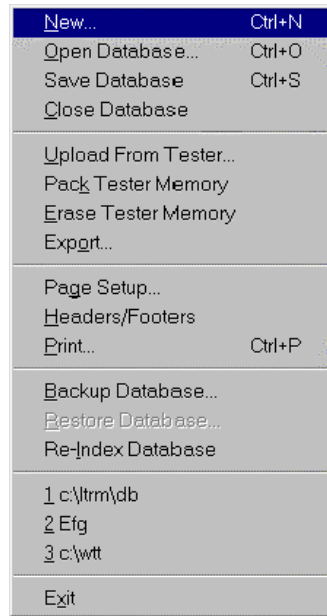 New... Ctrl+N
Open Database... Ctrl+O
Save Database Ctrl+S
Close Database
Upload From Tester...
Pack Tester Memory
Erase Tester Memory
Export...
Page Setup...
Headers/Footers
Print... Ctrl+P
Backup Database...
Restore Database...
Re-Index Database
1 c:\ltrm\db
2 Efg
3 c:\wtt
Exit